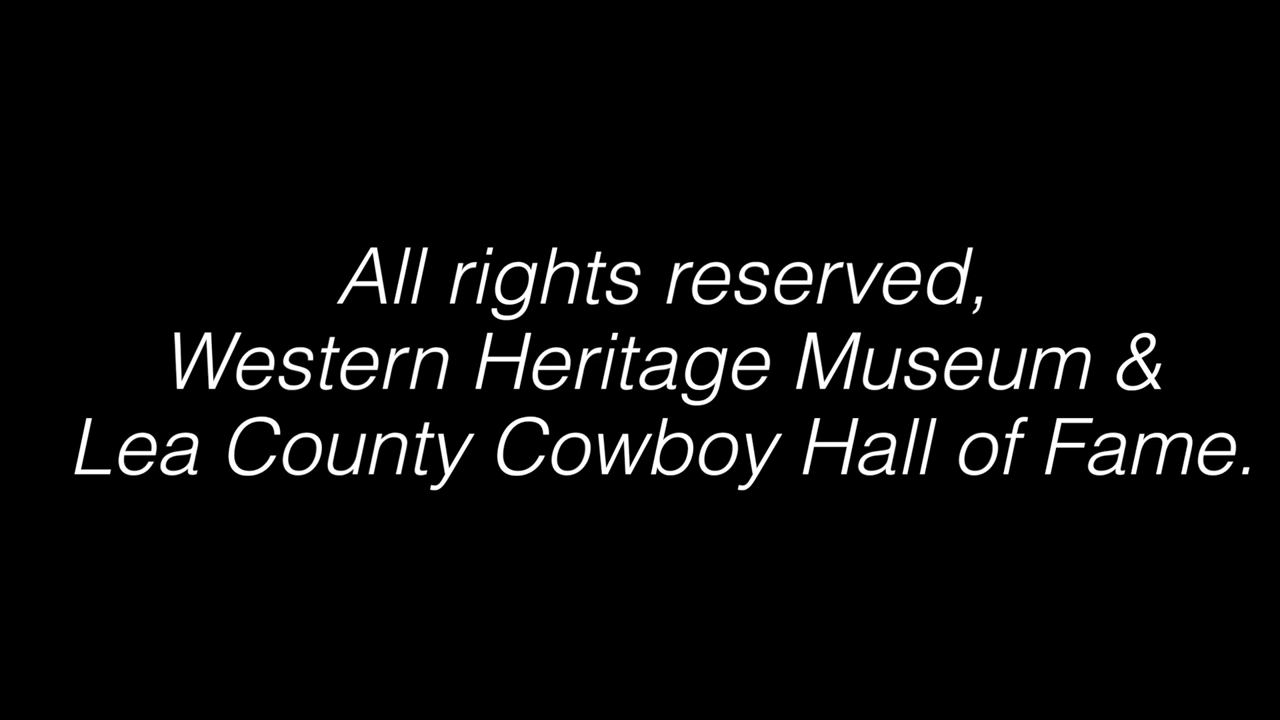 All rights reserved,
Western Heritage Museum &
Lea County Cowboy Hall of Fame.